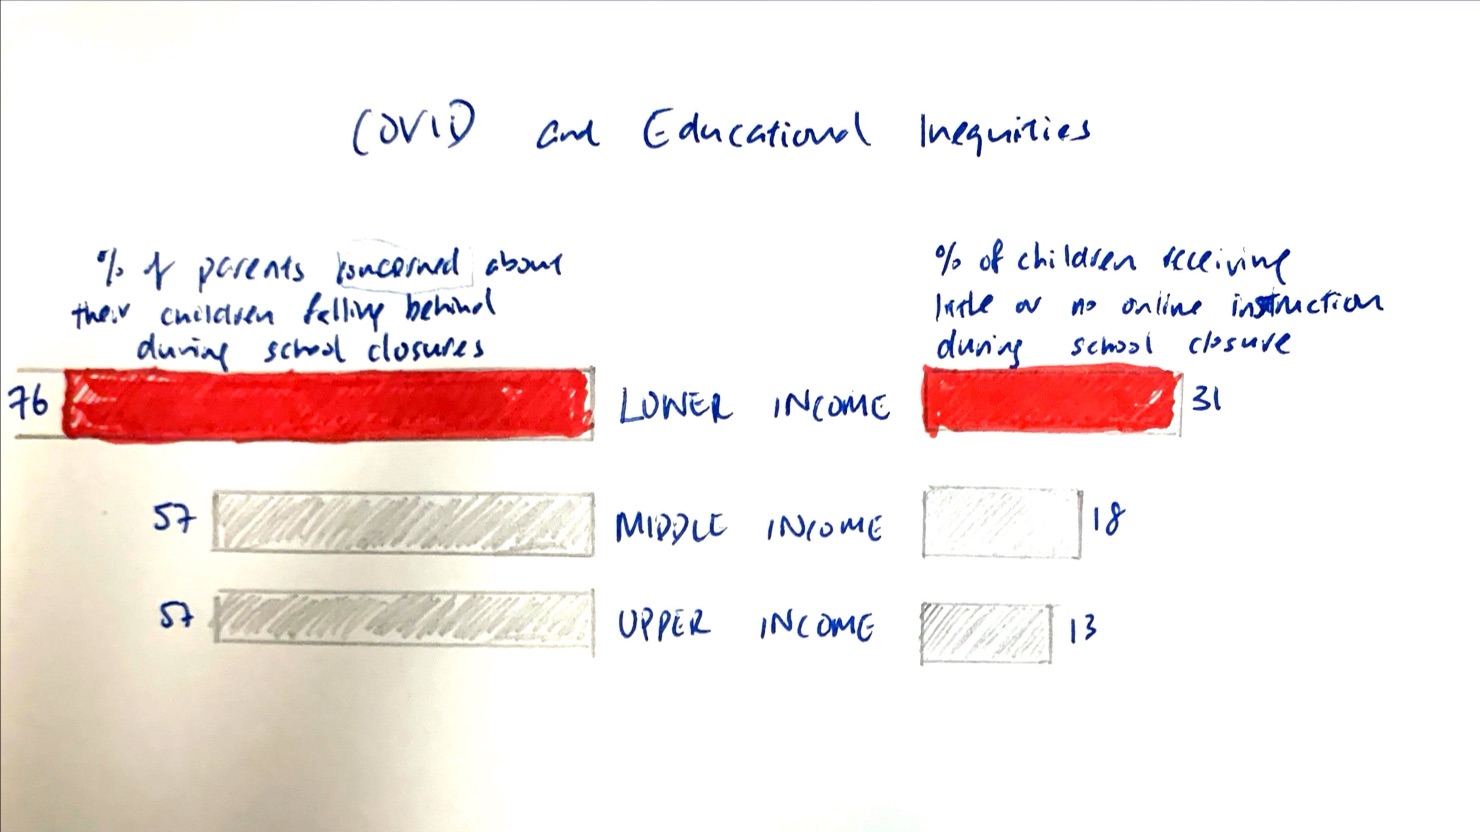 COVID and Educational Inequities
% of parents concerned about
their children falling behind
during school closures
% of children receiving
little or no online instruction
during school closure
76 LOWER INCOME 31
57 MIDDLE INCOME 18
57 UPPER INCOME 13